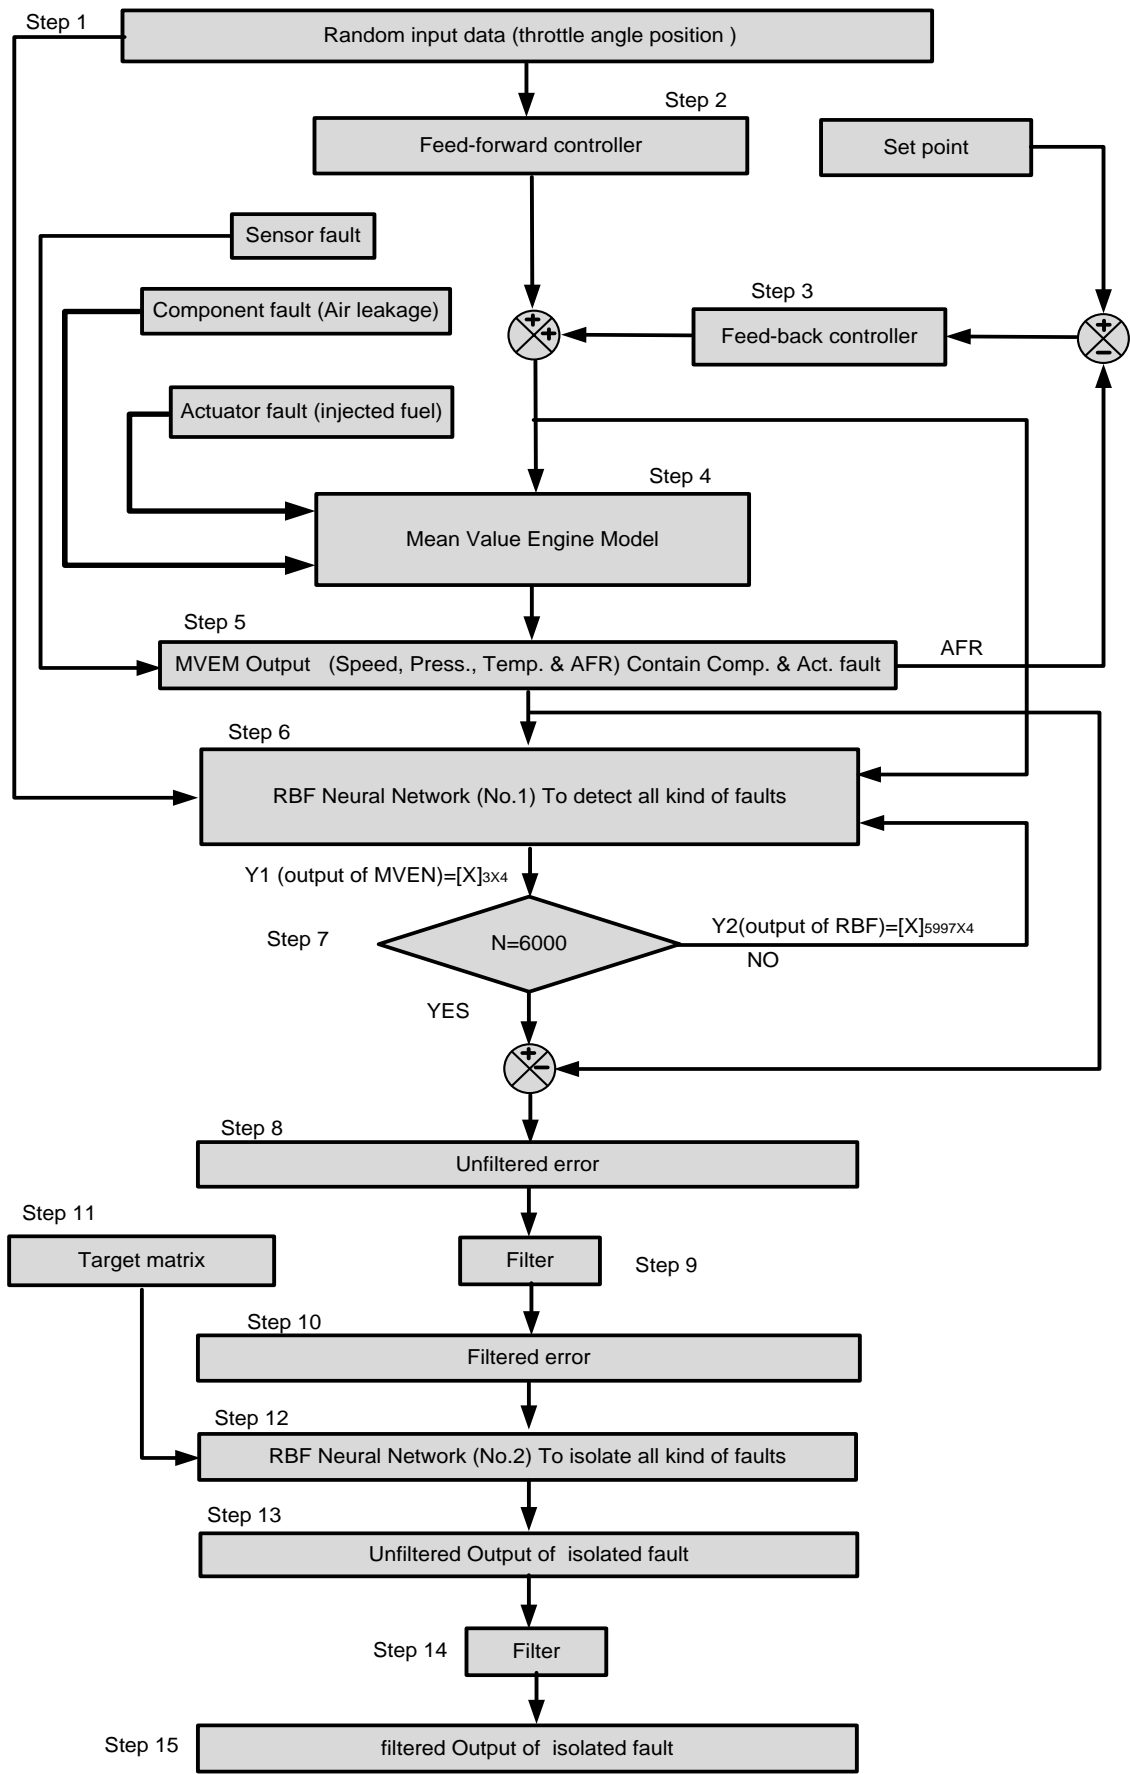 Step 1
Random input data (throttle angle position )
Step 2
Feed-forward controller
Set point
Sensor fault
Component fault (Air leakage)
Step 3
+
+
Feed-back controller
+
−
Actuator fault (injected fuel)
Step 4
Mean Value Engine Model
Step 5
MVEM Output (Speed, Press., Temp. & AFR) Contain Comp. & Act. fault
AFR
Step 6
RBF Neural Network (No.1) To detect all kind of faults
Y1 (output of MVEN)=[X]3X4
Step 7
N=6000
Y2(output of RBF)=[X]5997X4
NO
YES
+
−
Step 8
Unfiltered error
Step 11
Target matrix
Filter
Step 9
Step 10
Filtered error
Step 12
RBF Neural Network (No.2) To isolate all kind of faults
Step 13
Unfiltered Output of isolated fault
Step 14
Filter
Step 15
filtered Output of isolated fault